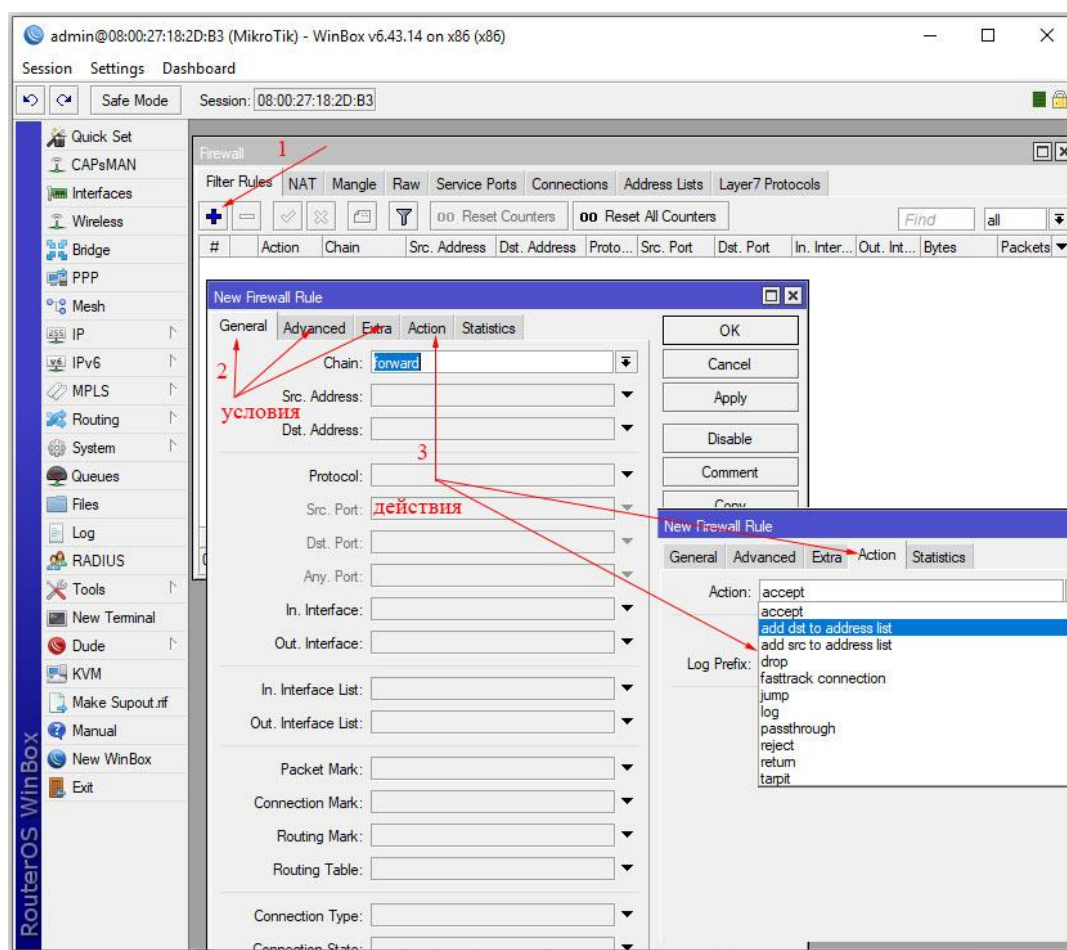 admin@08:00:27:18:2D:B3 (MikroTik) - WinBox v6.43.14 on x86 (x86)
Session Settings Dashboard
Safe Mode Session: 08:00:27:18:2D:B3
Quick Set
CAPsMAN
Interfaces
Wireless
Bridge
PPP
Mesh
IP
IPv6
MPLS
Routing
System
Queues
Files
Log
RADIUS
Tools
New Terminal
Dude
KVM
Make Supout.rif
Manual
New WinBox
Exit
RouterOS WinBox
Firewall 1
Filter Rules NAT Mangle Raw Service Ports Connections Address Lists Layer7 Protocols
00 Reset Counters 00 Reset All Counters Find all
# Action Chain Src. Address Dst. Address Proto... Src. Port Dst. Port In. Inter... Out. Int... Bytes Packets
New Firewall Rule
General Advanced Extra Action Statistics
OK
Cancel
Apply
Disable
Comment
Copy
2
условия
3
действия
Chain: forward
Src. Address:
Dst. Address:
Protocol:
Src. Port:
Dst. Port:
Any. Port:
In. Interface:
Out. Interface:
In. Interface List:
Out. Interface List:
Packet Mark:
Connection Mark:
Routing Mark:
Routing Table:
Connection Type:
Connection State:
New Firewall Rule
General Advanced Extra Action Statistics
Action: accept
accept
add dst to address list
add src to address list
Log Prefix:
drop
fasttrack connection
jump
log
passthrough
reject
return
tarpit